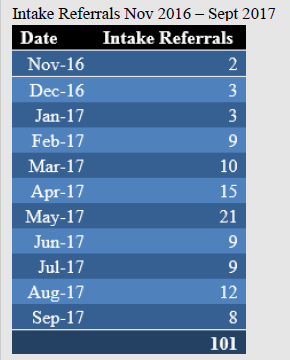 Intake Referrals Nov 2016 – Sept 2017
Date Intake Referrals
Nov-16 2
Dec-16 3
Jan-17 3
Feb-17 9
Mar-17 10
Apr-17 15
May-17 21
Jun-17 9
Jul-17 9
Aug-17 12
Sep-17 8
101